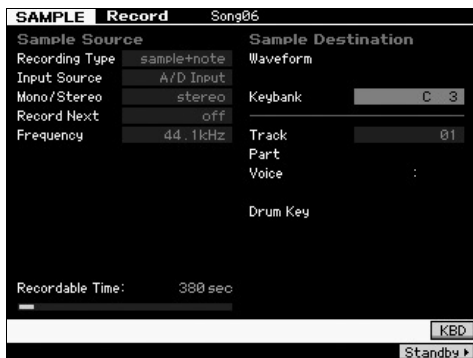 SAMPLE Record Song06
Sample Source
Recording Type sample+note
Input Source A/D Input
Mono/Stereo stereo
Record Next off
Frequency 44.1kHz
Recordable Time: 380 sec
Sample Destination
Waveform
Keybank C 3
Track 01
Part
Voice :
Drum Key
KBD
Standby